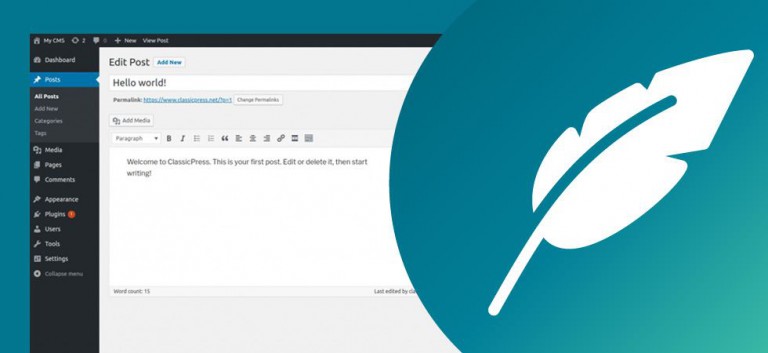 My CMS 2 0 + New View Post
Dashboard
Posts
All Posts
Add New
Categories
Tags
Media
Pages
Comments
Appearance
Plugins 1
Users
Tools
Settings
Collapse menu
Edit Post Add New
Hello world!
Permalink: https://www.classicpress.net/?p=1 Change Permalinks
Add Media
Paragraph B I
Welcome to ClassicPress. This is your first post. Edit or delete it, then start
writing!
Word count: 15 Last edited by